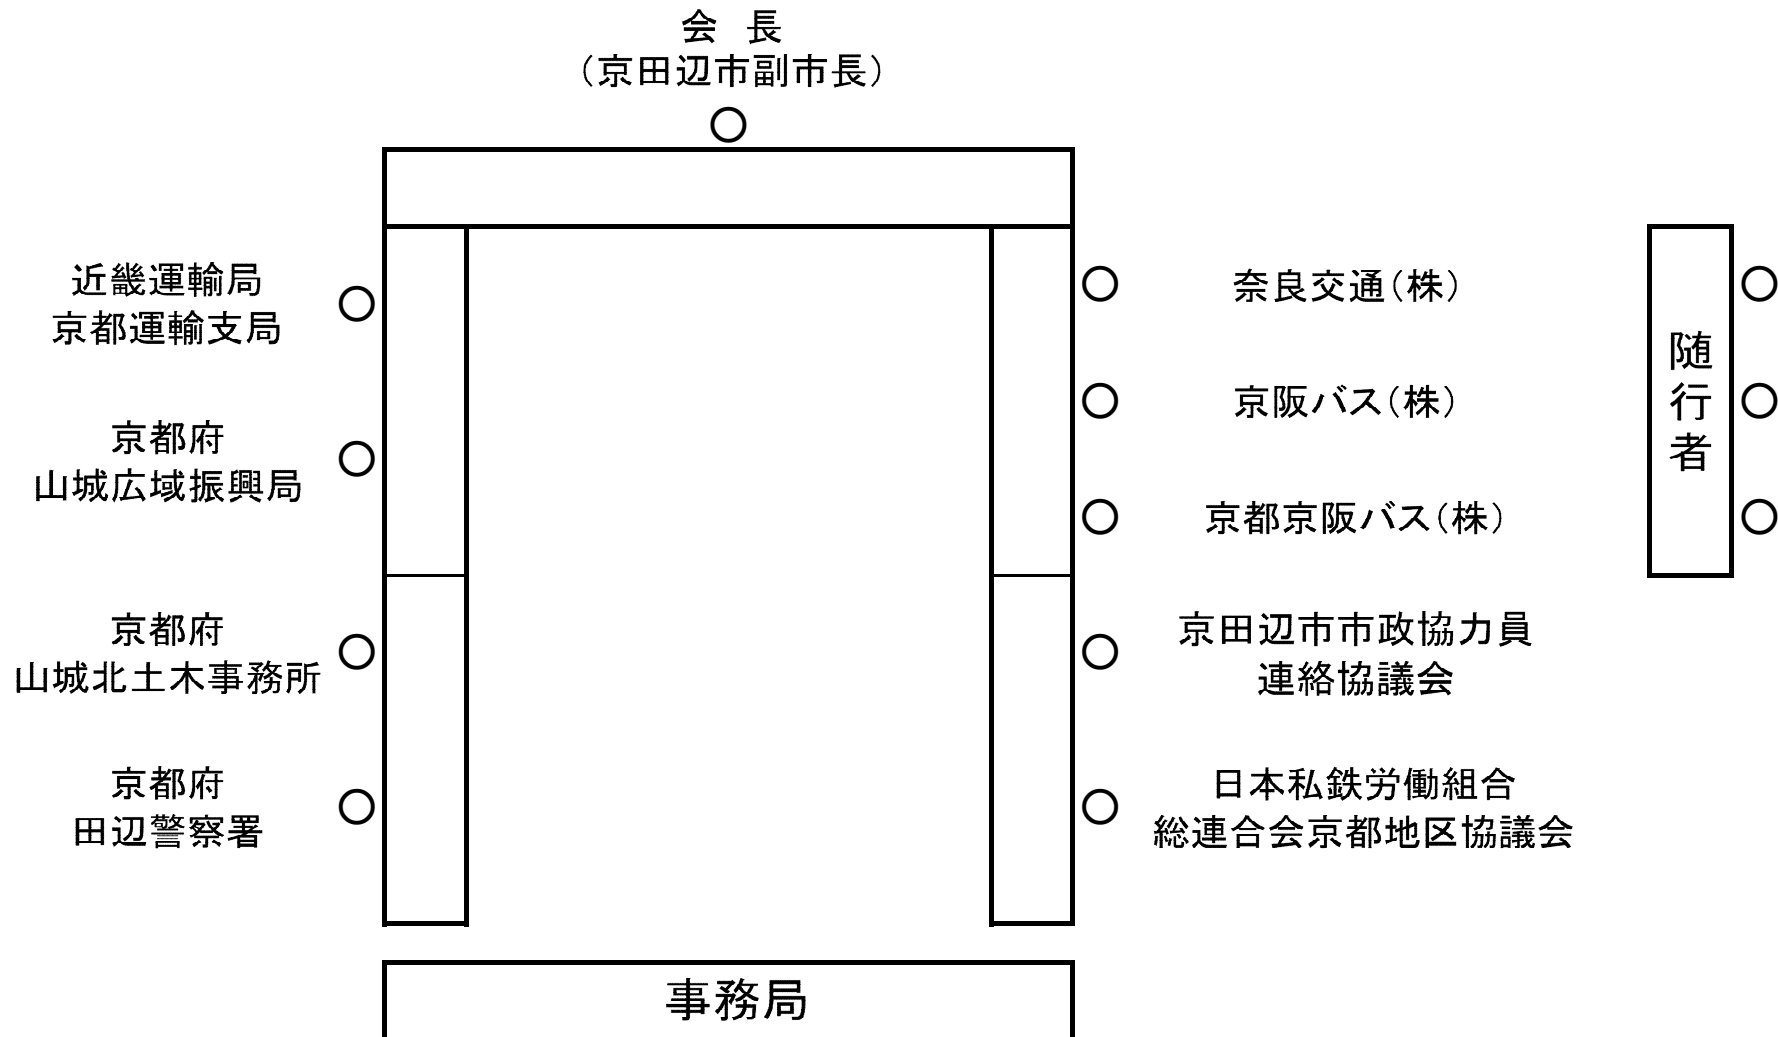 会　長
（京田辺市副市長）
近畿運輸局
京都運輸支局
京都府
山城広域振興局
京都府
山城北土木事務所
京都府
田辺警察署
奈良交通（株）
京阪バス（株）
京都京阪バス（株）
京田辺市市政協力員
連絡協議会
日本私鉄労働組合
総連合会京都地区協議会
随行者
事務局